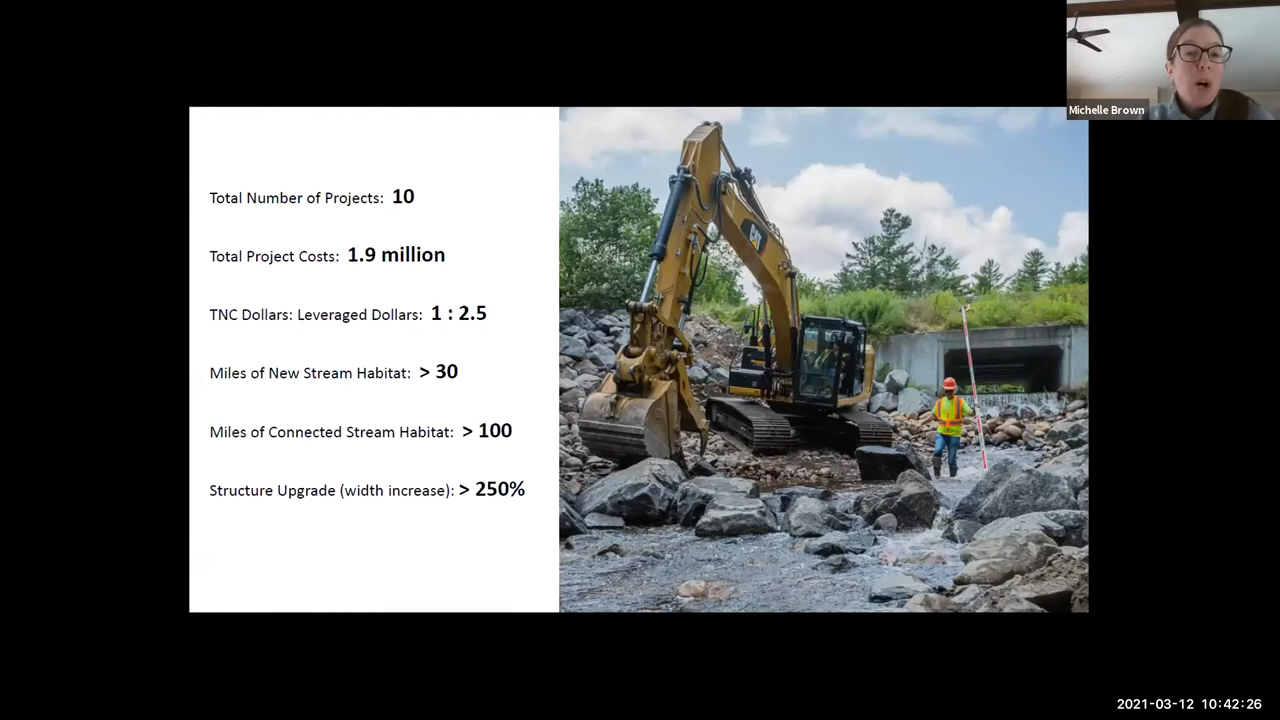 Michelle Brown
Total Number of Projects: 10
Total Project Costs: 1.9 million
TNC Dollars: Leveraged Dollars: 1 : 2.5
Miles of New Stream Habitat: > 30
Miles of Connected Stream Habitat: > 100
Structure Upgrade (width increase): > 250%
CAT
2021-03-12 10:42:26